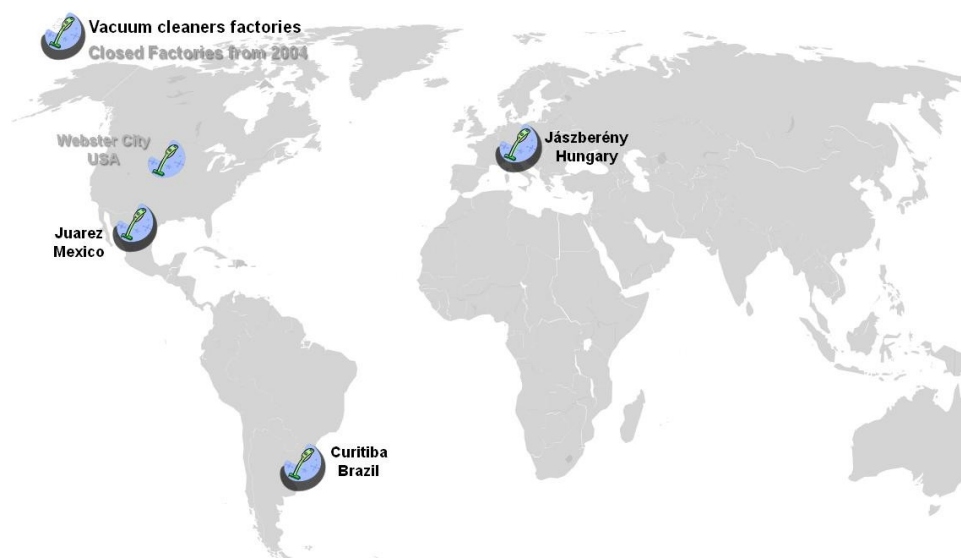 Vacuum cleaners factories
Closed Factories from 2004
Webster City
USA
Jászberény
Hungary
Juarez
Mexico
Curitiba
Brazil